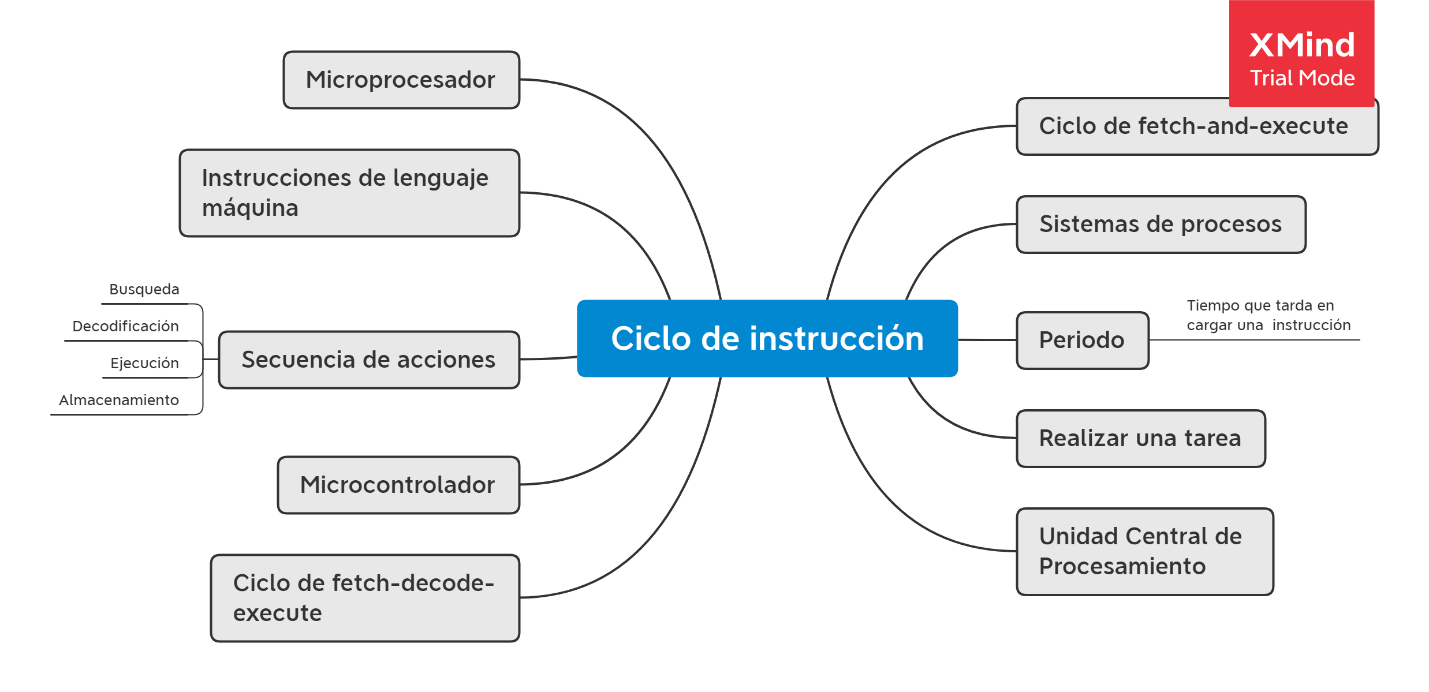 XMind
Trial Mode
Microprocesador
Instrucciones de lenguaje
máquina
Busqueda
Decodificación
Ejecución
Almacenamiento
Secuencia de acciones
Microcontrolador
Ciclo de fetch-decode-
execute
Ciclo de instrucción
Ciclo de fetch-and-execute
Sistemas de procesos
Periodo
Tiempo que tarda en
cargar una  instrucción
Realizar una tarea
Unidad Central de
Procesamiento